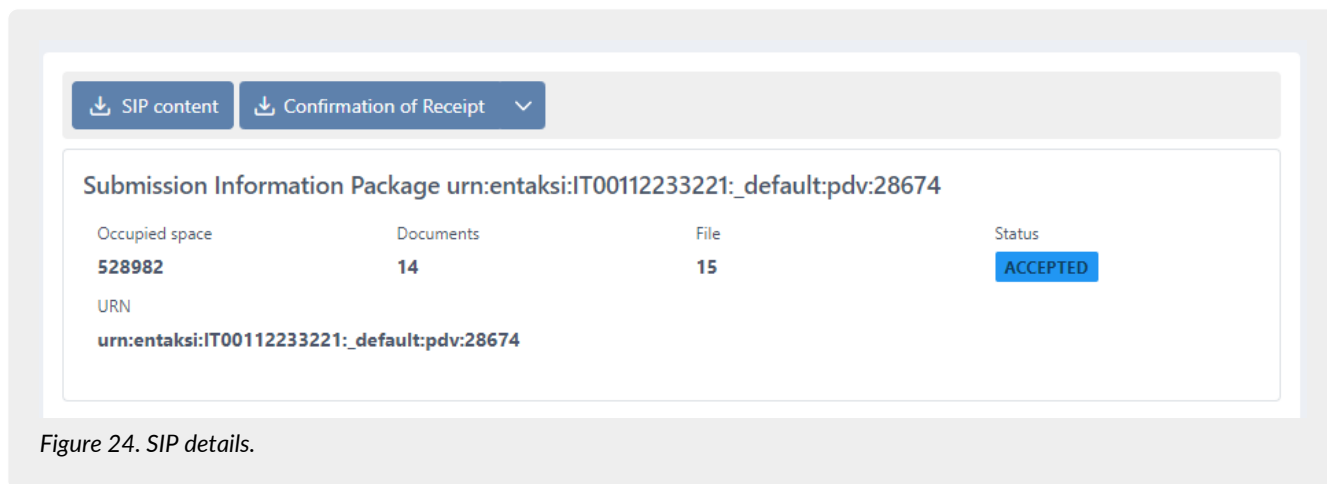 SIP content Confirmation of Receipt
Submission Information Package urn:entaksi:IT00112233221:_default:pdv:28674
Occupied space Documents File Status
528982 14 15 ACCEPTED
URN
urn:entaksi:IT00112233221:_default:pdv:28674
Figure 24. SIP details.